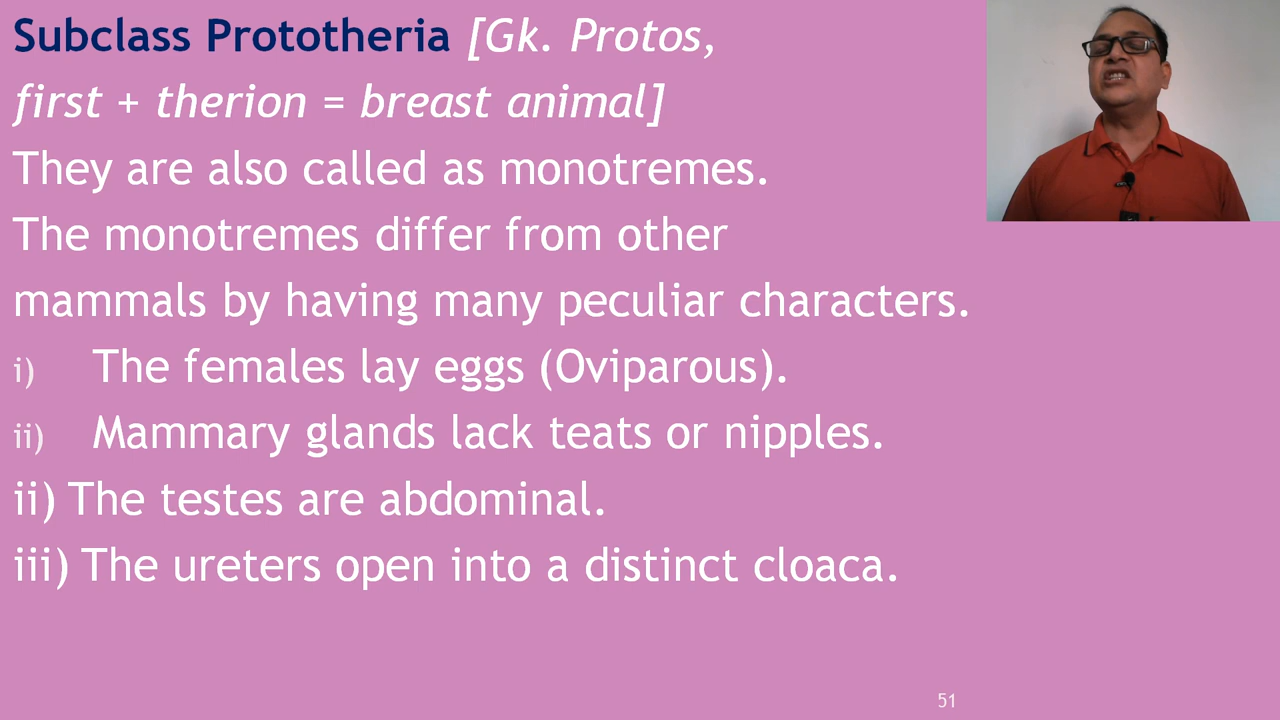 Subclass Prototheria [Gk. Protos,
first + therion = breast animal]
They are also called as monotremes.
The monotremes differ from other
mammals by having many peculiar characters.
i) The females lay eggs (Oviparous).
ii) Mammary glands lack teats or nipples.
ii) The testes are abdominal.
iii) The ureters open into a distinct cloaca.
51